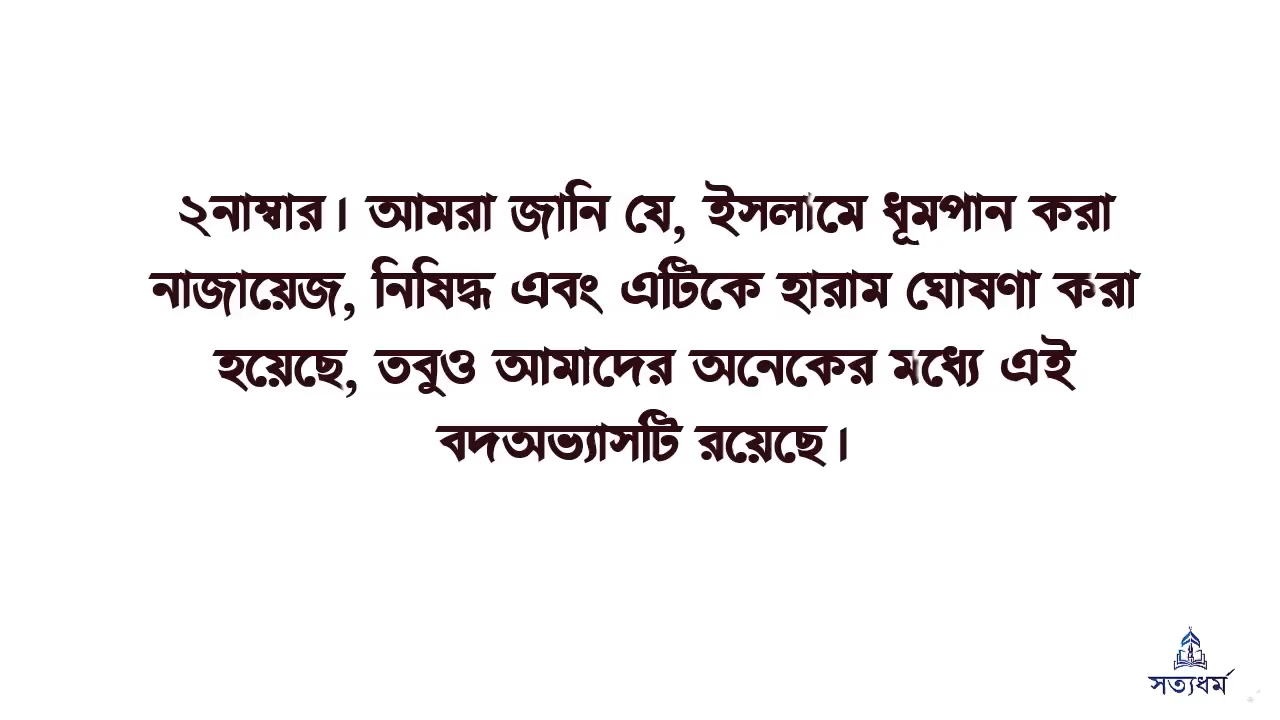 ২নাম্বার। আমরা জানি যে, ইসলামে ধূমপান করা
নাজায়েজ, নিষিদ্ধ এবং এটিকে হারাম ঘোষণা করা
হয়েছে, তবুও আমাদের অনেকের মধ্যে এই
বদঅভ্যাসটি রয়েছে।
সত্যধর্ম